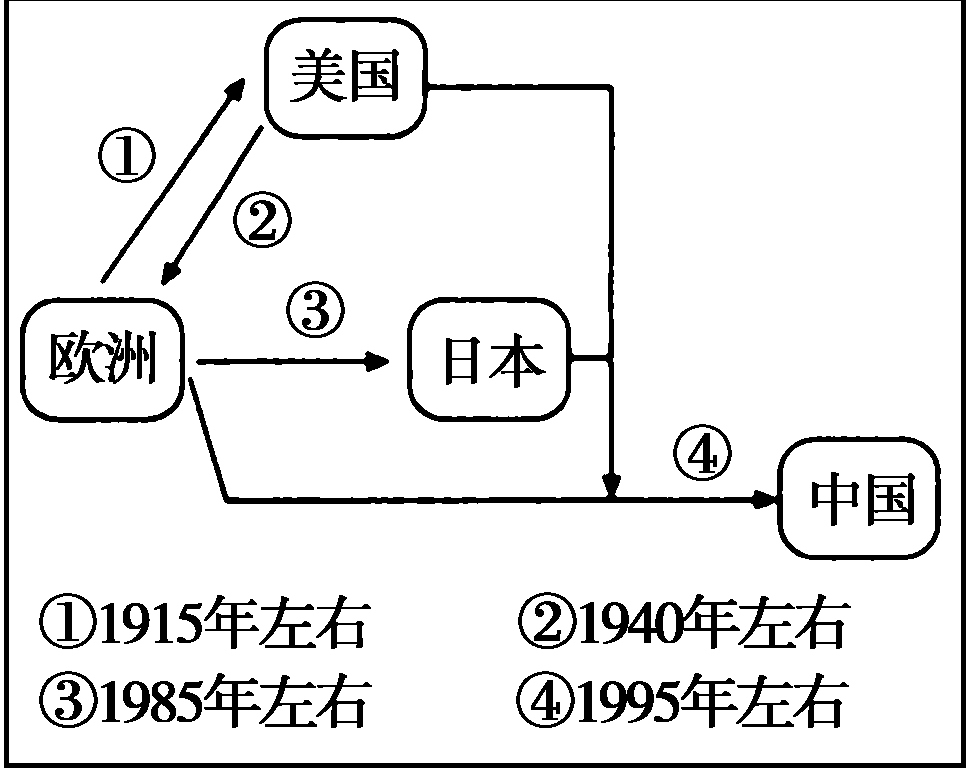 美国
①
②
③
欧洲
日本
④
中国
①1915年左右 ②1940年左右
③1985年左右 ④1995年左右